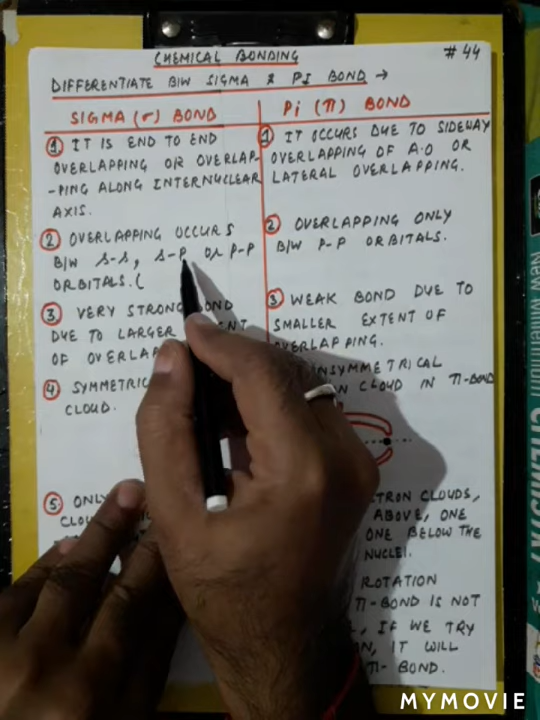 CHEMICAL BONDING
# 44
DIFFERENTIATE B/W SIGMA & PI BOND →
SIGMA (σ) BOND
① IT IS END TO END
OVERLAPPING OR OVERLAP-
-PING ALONG INTERNUCLEAR
AXIS.
② OVERLAPPING OCCURS
B/W s-s, s-p or p-p
ORBITALS.(
③ VERY STRONG BOND
DUE TO LARGER
OF
④
CLOUD.
⑤ ONLY
Pi (π) BOND
① IT OCCURS DUE TO SIDEWAY
OVERLAPPING OF A.O OR
LATERAL OVERLAPPING.
② OVERLAPPING ONLY
B/W P-P ORBITALS.
③ WEAK BOND DUE TO
SMALLER EXTENT OF
OVERLAPPING.
CLOUD IN π-BOND
CLOUDS,
ABOVE, ONE
ONE BELOW THE
NUCLEI.
ROTATION
π-BOND IS NOT
, IF WE TRY
IT WILL
π- BOND.
New millennium
CHEMISTRY
MYMOVIE